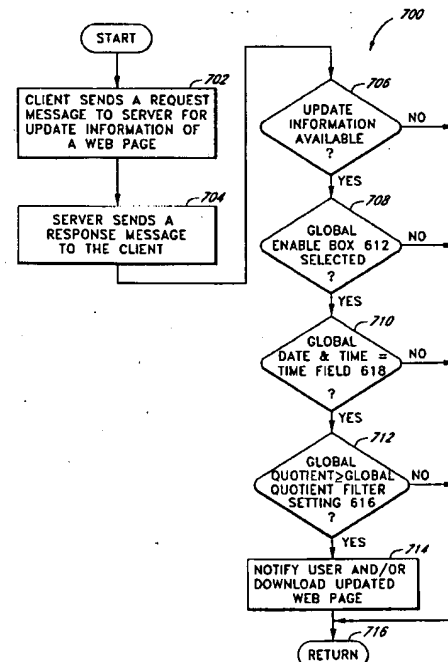 700
START
702
CLIENT SENDS A REQUEST
MESSAGE TO SERVER FOR
UPDATE INFORMATION OF
A WEB PAGE
704
SERVER SENDS A
RESPONSE MESSAGE
TO THE CLIENT
706
UPDATE
INFORMATION
AVAILABLE
?
NO
YES
708
GLOBAL
ENABLE BOX 612
SELECTED
?
NO
YES
710
GLOBAL
DATE & TIME =
TIME FIELD 618
?
NO
YES
712
GLOBAL
QUOTIENT≥GLOBAL
QUOTIENT FILTER
SETTING 616
?
NO
YES
714
NOTIFY USER AND/OR
DOWNLOAD UPDATED
WEB PAGE
716
RETURN